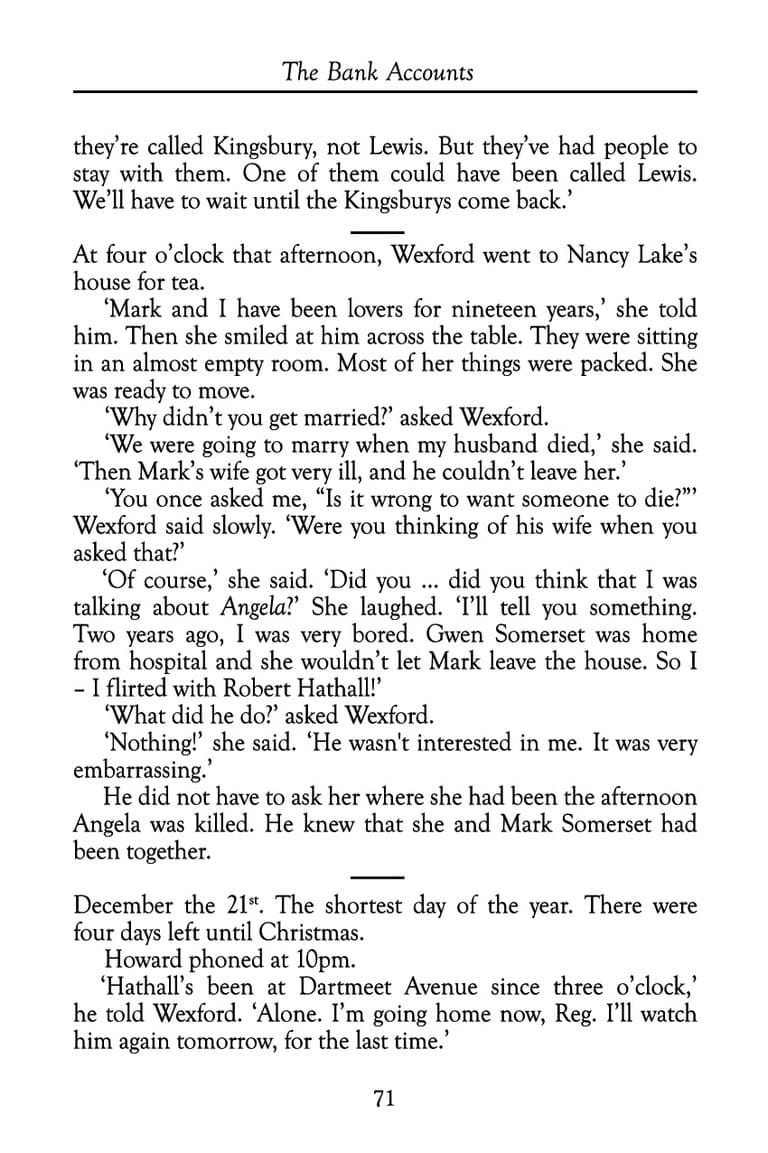 The Bank Accounts
they’re called Kingsbury, not Lewis. But they’ve had people to
stay with them. One of them could have been called Lewis.
We’ll have to wait until the Kingsburys come back.’
At four o’clock that afternoon, Wexford went to Nancy Lake’s
house for tea.
‘Mark and I have been lovers for nineteen years,’ she told
him. Then she smiled at him across the table. They were sitting
in an almost empty room. Most of her things were packed. She
was ready to move.
‘Why didn’t you get married?’ asked Wexford.
‘We were going to marry when my husband died,’ she said.
‘Then Mark’s wife got very ill, and he couldn’t leave her.’
‘You once asked me, “Is it wrong to want someone to die?”’
Wexford said slowly. ‘Were you thinking of his wife when you
asked that?’
‘Of course,’ she said. ‘Did you ... did you think that I was
talking about Angela?’ She laughed. ‘I’ll tell you something.
Two years ago, I was very bored. Gwen Somerset was home
from hospital and she wouldn’t let Mark leave the house. So I
– I flirted with Robert Hathall!’
‘What did he do?’ asked Wexford.
‘Nothing!’ she said. ‘He wasn't interested in me. It was very
embarrassing.’
He did not have to ask her where she had been the afternoon
Angela was killed. He knew that she and Mark Somerset had
been together.
December the 21st. The shortest day of the year. There were
four days left until Christmas.
Howard phoned at 10pm.
‘Hathall’s been at Dartmeet Avenue since three o’clock,’
he told Wexford. ‘Alone. I’m going home now, Reg. I’ll watch
him again tomorrow, for the last time.’
71